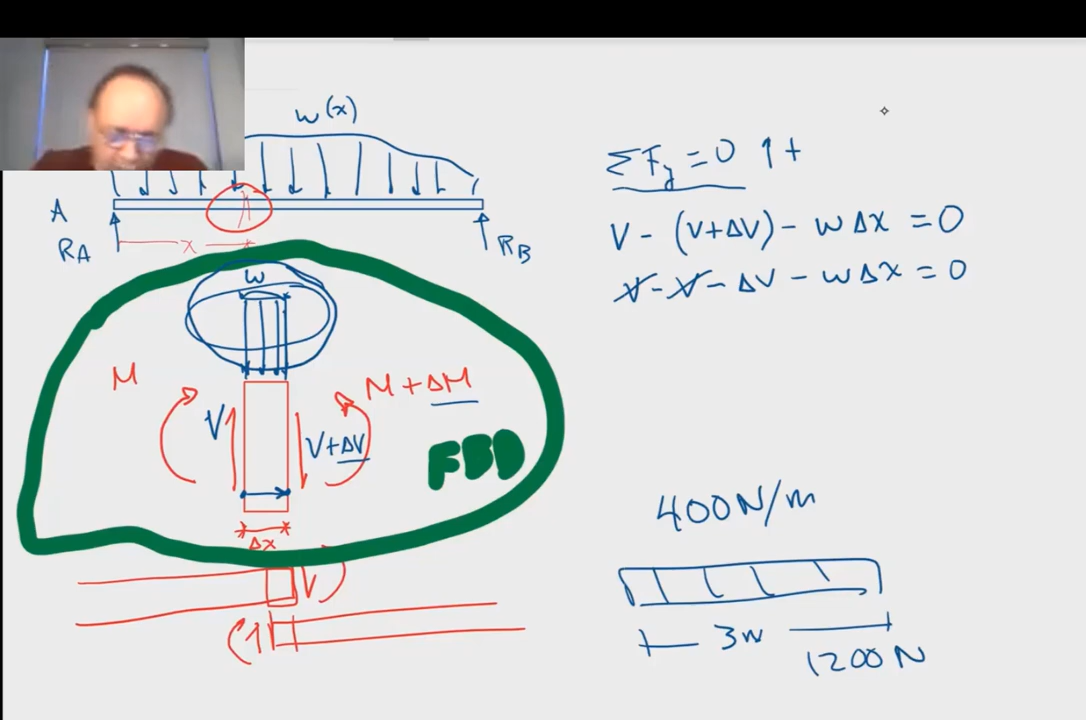 w(x)
A
RA
x
RB
ΣFy = 0 ↑+
V - (V+ΔV) - wΔx = 0
V - V - ΔV - wΔx = 0
w
M
M + ΔM
V
V+ΔV
FBD
Δx
V
400N/m
3m
1200N